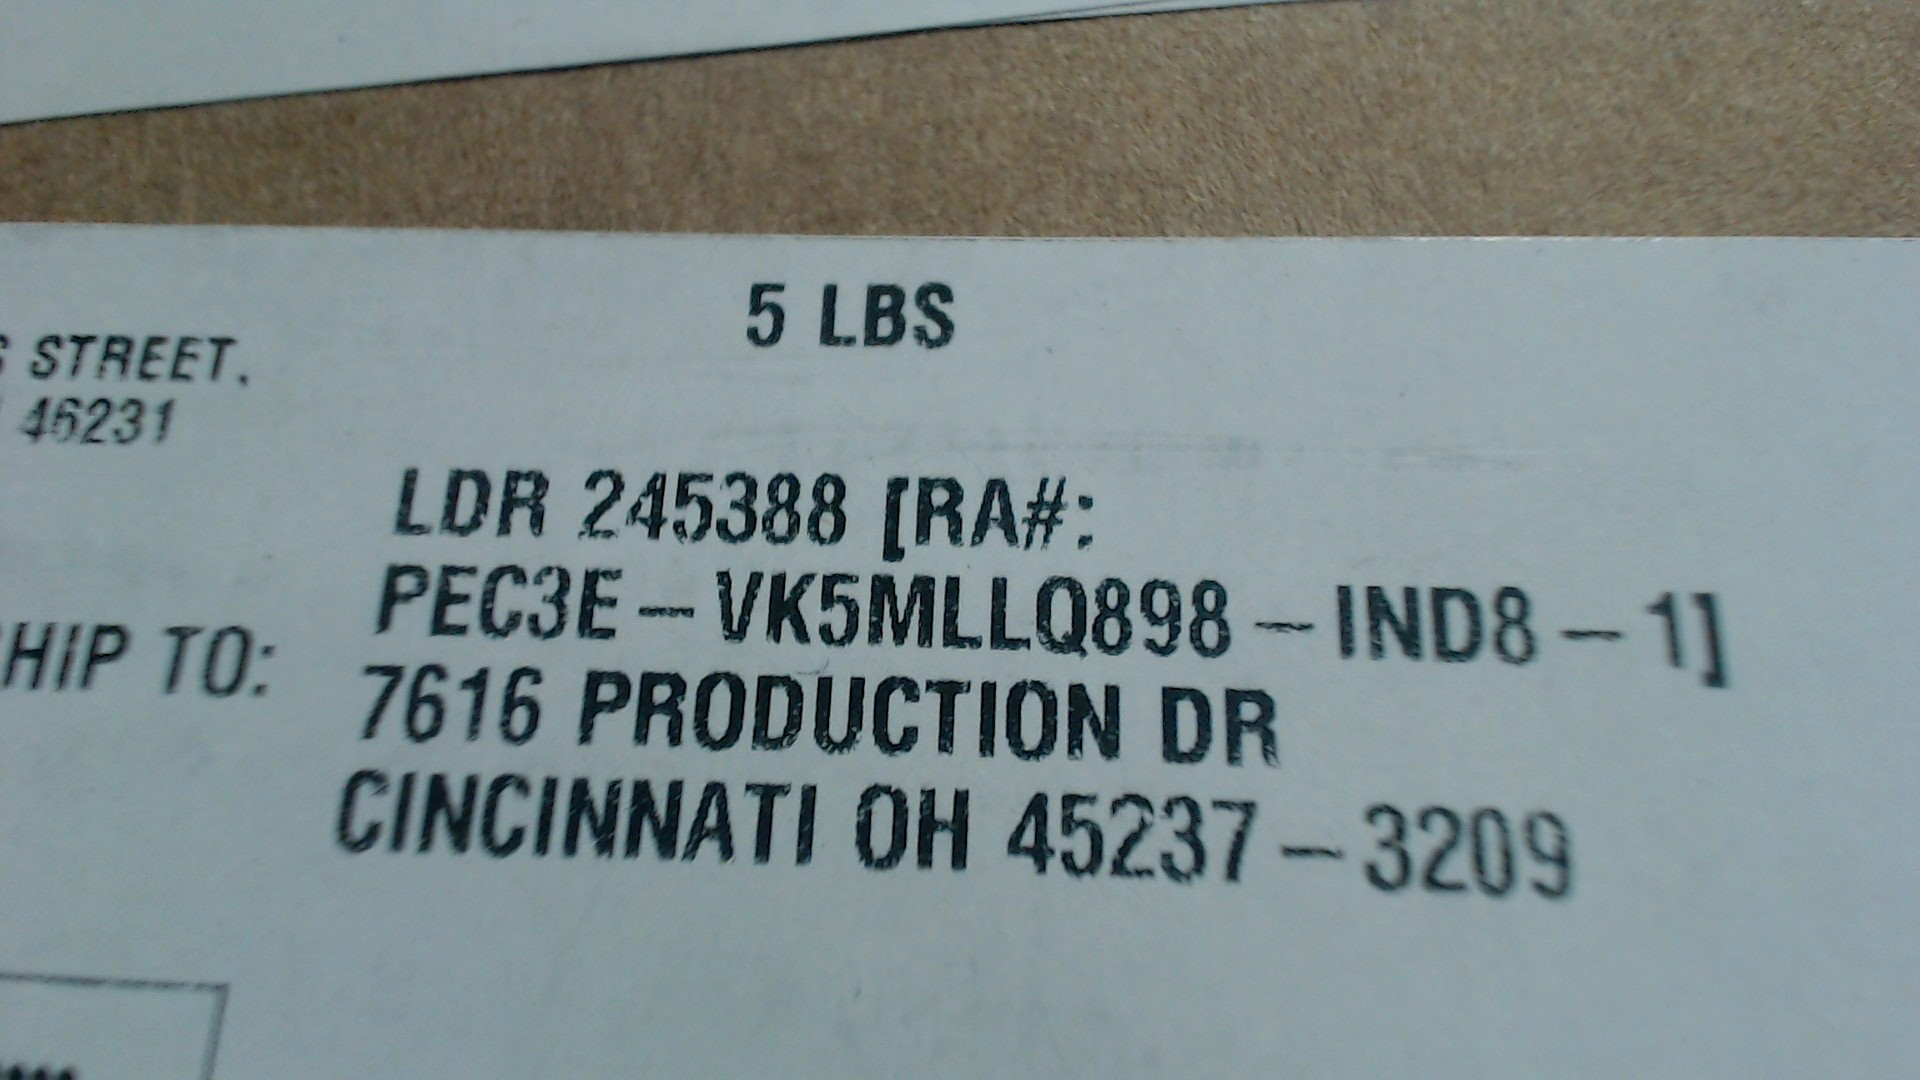 5 LBS
STREET.
46231
LDR 245388 [RA#:
PEC3E-VK5MLLQ898-IND8-1]
HIP TO:
7616 PRODUCTION DR
CINCINNATI OH 45237-3209